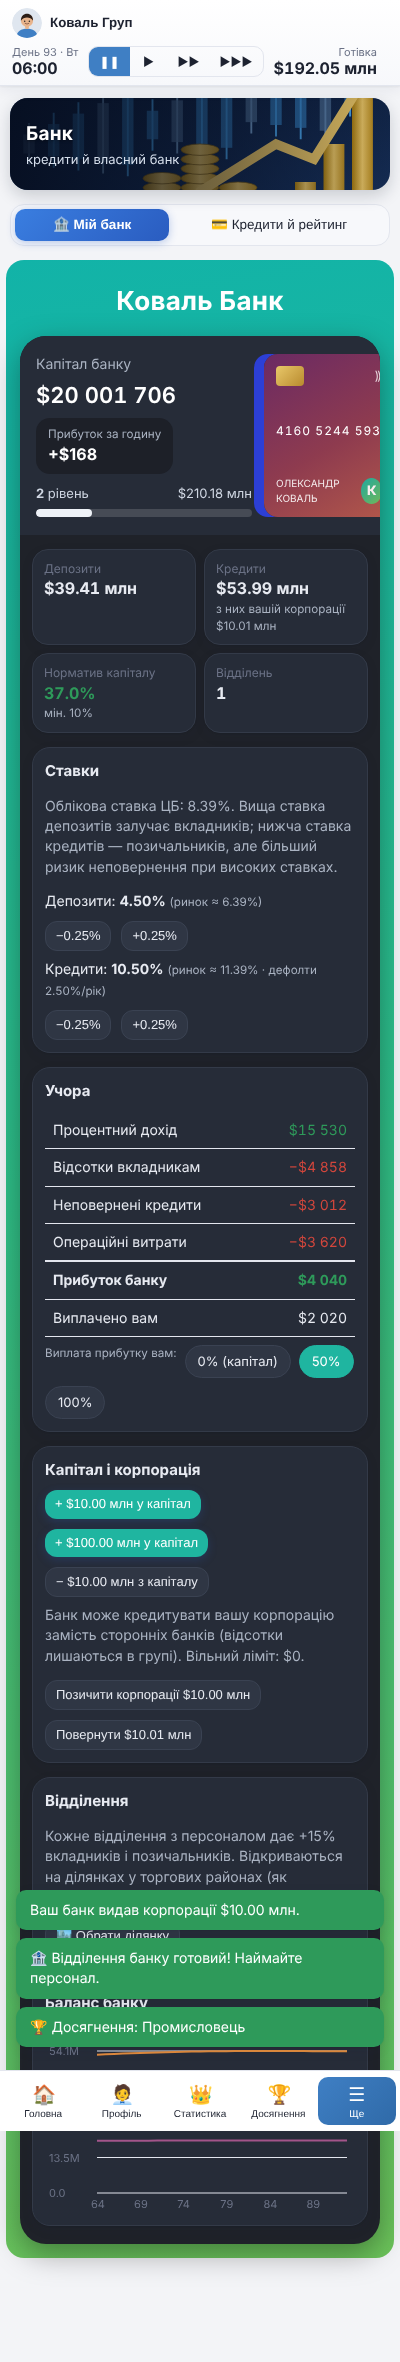 Коваль Груп
День 93 · Вт
06:00
Готівка
$192.05 млн
Банк
кредити й власний банк
🏦 Мій банк
💳 Кредити й рейтинг
Коваль Банк
Капітал банку
$20 001 706
Прибуток за годину
+$168
2 рівень
$210.18 млн
4160 5244 593
ОЛЕКСАНДР
КОВАЛЬ
К
Депозити
$39.41 млн
Кредити
$53.99 млн
з них вашій корпорації
$10.01 млн
Норматив капіталу
37.0%
мін. 10%
Відділень
1
Ставки
Облікова ставка ЦБ: 8.39%. Вища ставка
депозитів залучає вкладників; нижча ставка
кредитів — позичальників, але більший
ризик неповернення при високих ставках.
Депозити: 4.50% (ринок ≈ 6.39%)
−0.25%
+0.25%
Кредити: 10.50% (ринок ≈ 11.39% · дефолти
2.50%/рік)
−0.25%
+0.25%
Учора
Процентний дохід
$15 530
Відсотки вкладникам
−$4 858
Неповернені кредити
−$3 012
Операційні витрати
−$3 620
Прибуток банку
$4 040
Виплачено вам
$2 020
Виплата прибутку вам:
0% (капітал)
50%
100%
Капітал і корпорація
+ $10.00 млн у капітал
+ $100.00 млн у капітал
− $10.00 млн з капіталу
Банк може кредитувати вашу корпорацію
замість сторонніх банків (відсотки
лишаються в групі). Вільний ліміт: $0.
Позичити корпорації $10.00 млн
Повернути $10.01 млн
Відділення
Кожне відділення з персоналом дає +15%
вкладників і позичальників. Відкриваються
на ділянках у торгових районах (як
Ваш банк видав корпорації $10.00 млн.
Обрати ділянку
🏦 Відділення банку готовий! Наймайте
персонал.
Баланс банку
🏆 Досягнення: Промисловець
54.1M
Головна
Профіль
Статистика
Досягнення
Ще
13.5M
0.0
64
69
74
79
84
89